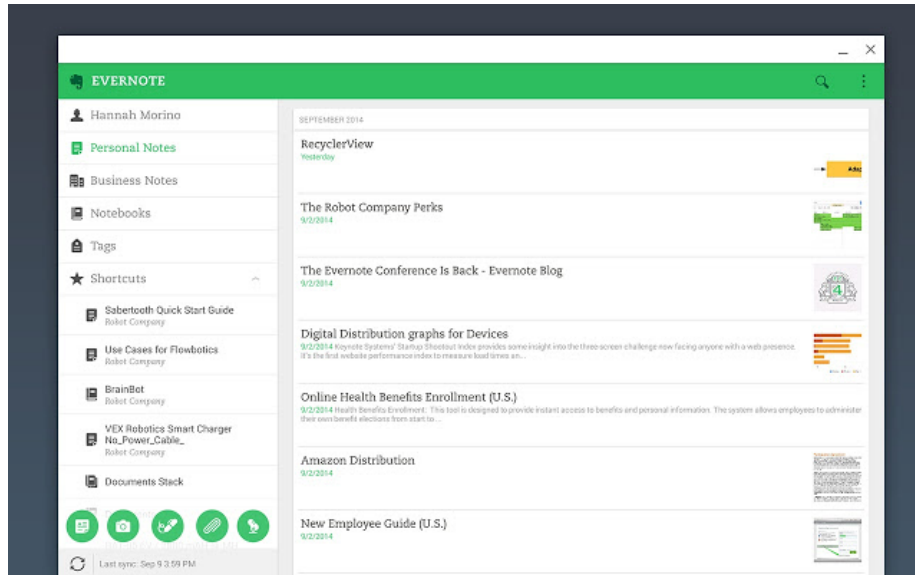 EVERNOTE
Hannah Morino
Personal Notes
Business Notes
Notebooks
Tags
Shortcuts
Sabertooth Quick Start Guide
Robot Company
Use Cases for Flowbotics
Robot Company
BrainBot
Robot Company
VEX Robotics Smart Charger
No_Power_Cable_
Robot Company
Documents Stack
Last sync: Sep 9 3:59 PM
SEPTEMBER 2014
RecyclerView
Yesterday
The Robot Company Perks
9/2/2014
The Evernote Conference Is Back - Evernote Blog
9/2/2014
4
Digital Distribution graphs for Devices
9/2/2014 Keynote Systems' Startup Shootout Index provides some insight into the three-screen challenge now facing anyone with a web presence.
It's the first website performance index to measure load times an...
Online Health Benefits Enrollment (U.S.)
9/2/2014 Health Benefits Enrollment: This tool is designed to provide instant access to benefits and personal information. The system allows employees to administer
their own benefit elections from start to ...
Amazon Distribution
9/2/2014
New Employee Guide (U.S.)
9/2/2014